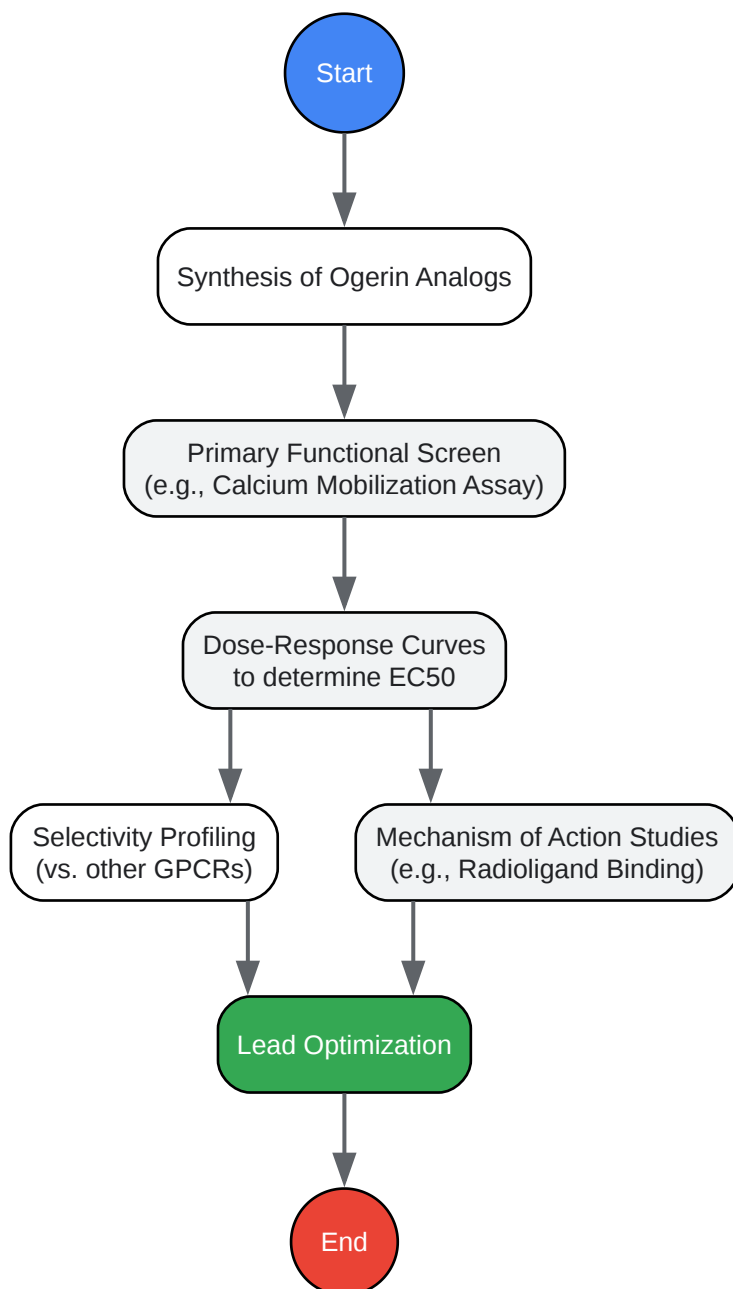 Start
Synthesis of Ogerin Analogs
Primary Functional Screen
(e.g., Calcium Mobilization Assay)
Dose-Response Curves
to determine EC50
Selectivity Profiling
(vs. other GPCRs)
Mechanism of Action Studies
(e.g., Radioligand Binding)
Lead Optimization
End